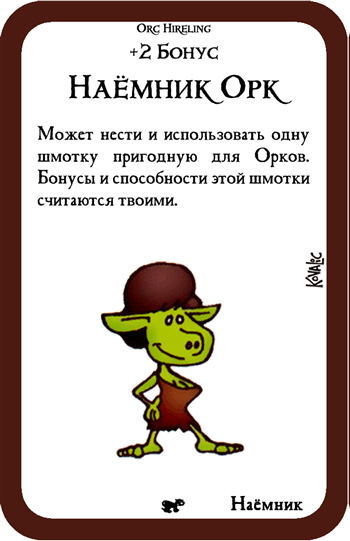 Orc Hireling
+2 Бонус
Наёмник Орк
Может нести и использовать одну
шмотку пригодную для Орков.
Бонусы и способности этой шмотки
считаются твоими.
Kovalic
Наёмник